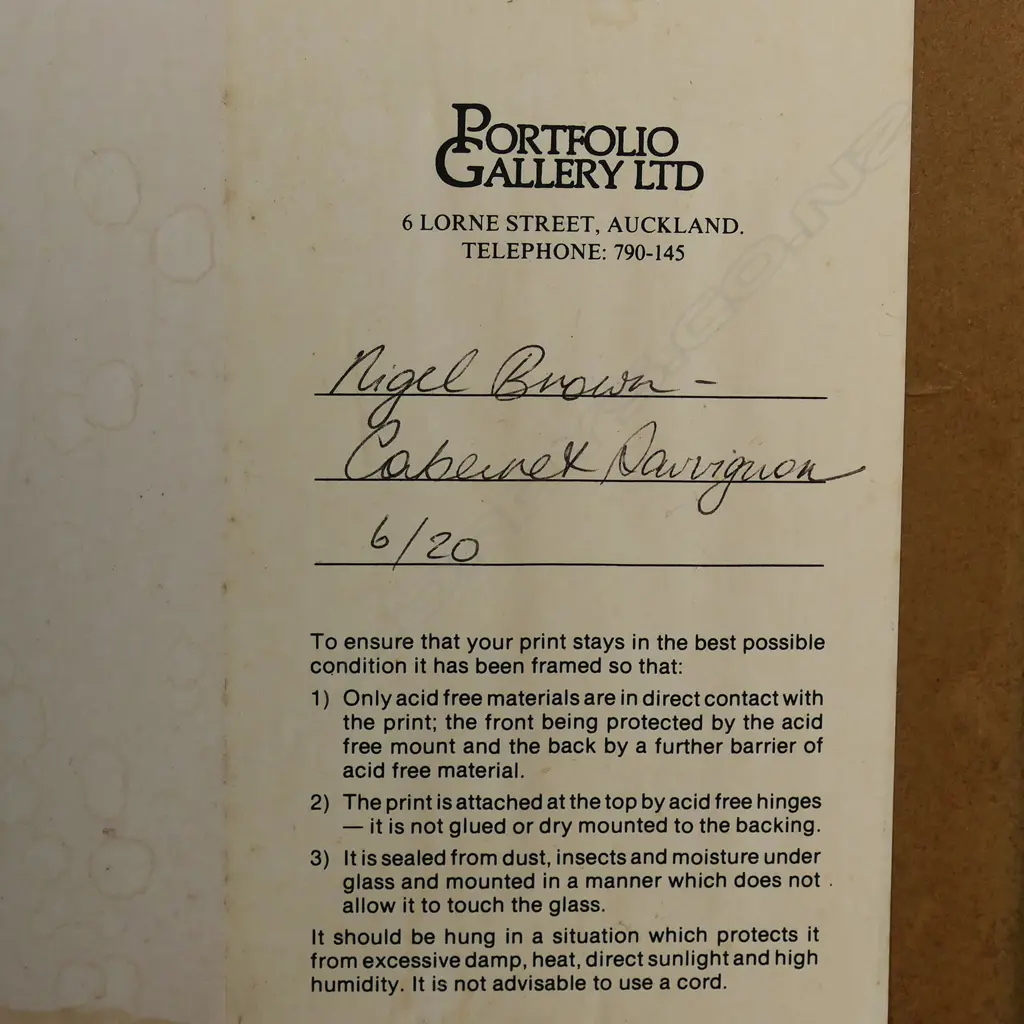 PORTFOLIO
GALLERY LTD
6 LORNE STREET, AUCKLAND.
TELEPHONE: 790-145
Nigel Brown -
Cabernet Sauvignon
6/20
To ensure that your print stays in the best possible
condition it has been framed so that:
1) Only acid free materials are in direct contact with
the print; the front being protected by the acid
free mount and the back by a further barrier of
acid free material.
2) The print is attached at the top by acid free hinges
— it is not glued or dry mounted to the backing.
3) It is sealed from dust, insects and moisture under
glass and mounted in a manner which does not
allow it to touch the glass.
It should be hung in a situation which protects it
from excessive damp, heat, direct sunlight and high
humidity. It is not advisable to use a cord.